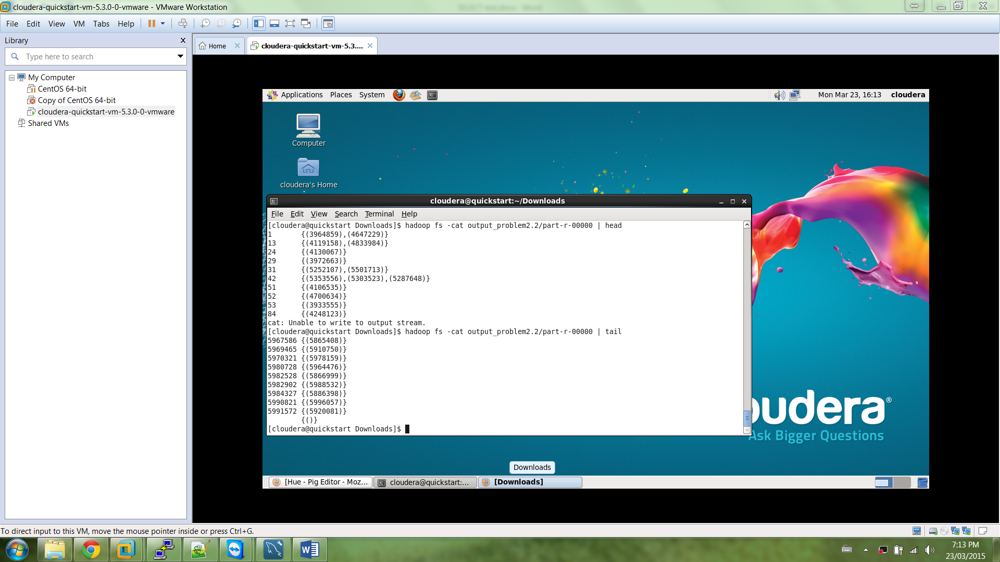 cloudera-quickstart-vm-5.3.0-0-vmware - VMware Workstation
File Edit View VM Tabs Help
Library
Type here to search
My Computer
CentOS 64-bit
Copy of CentOS 64-bit
cloudera-quickstart-vm-5.3.0-0-vmware
Shared VMs
Home
cloudera-quickstart-vm-5.3....
Applications Places System
Mon Mar 23, 16:13 cloudera
Computer
cloudera's Home
cloudera@quickstart:~/Downloads
File Edit View Search Terminal Help
[cloudera@quickstart Downloads]$ hadoop fs -cat output_problem2.2/part-r-00000 | head
1 {(3964859),(4647229)}
13 {(4119158),(4833984)}
24 {(4130067)}
29 {(3972663)}
31 {(5252107),(5501713)}
42 {(5353556),(5303523),(5287648)}
51 {(4106535)}
52 {(4700634)}
53 {(3933555)}
84 {(4248123)}
cat: Unable to write to output stream.
[cloudera@quickstart Downloads]$ hadoop fs -cat output_problem2.2/part-r-00000 | tail
5967586 {(5865408)}
5969465 {(5910750)}
5970321 {(5978159)}
5980728 {(5964476)}
5982528 {(5866999)}
5982902 {(5988532)}
5984327 {(5886398)}
5990821 {(5996057)}
5991572 {(5920081)}
{()}
[cloudera@quickstart Downloads]$
oudera®
Ask Bigger Questions
Downloads
[Hue - Pig Editor - Moz...
cloudera@quickstart:...
[Downloads]
To direct input to this VM, move the mouse pointer inside or press Ctrl+G.
7:13 PM
23/03/2015